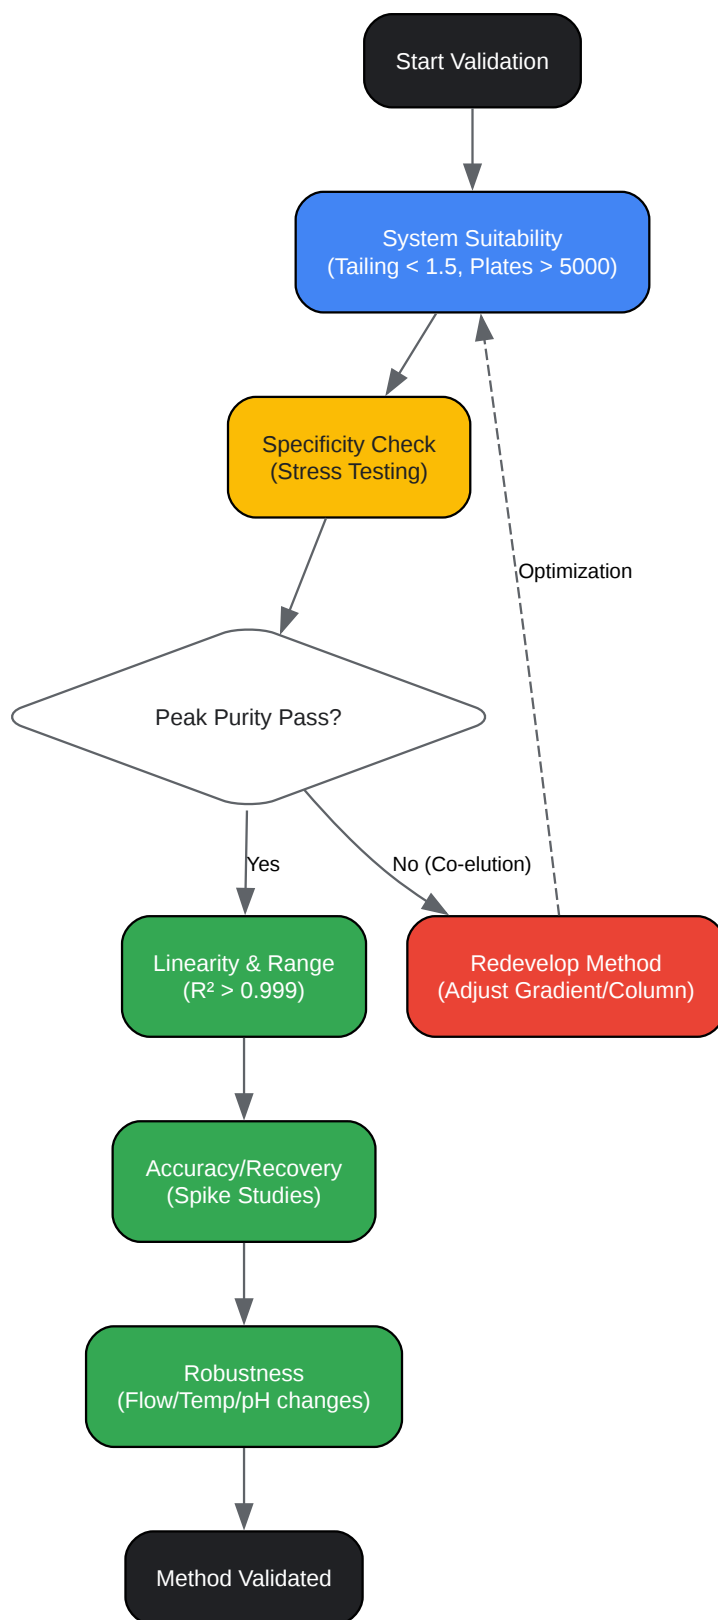 Start Validation
System Suitability
(Tailing < 1.5, Plates > 5000)
Specificity Check
(Stress Testing)
Optimization
Peak Purity Pass?
Yes
No (Co-elution)
Linearity & Range
(R² > 0.999)
Redevelop Method
(Adjust Gradient/Column)
Accuracy/Recovery
(Spike Studies)
Robustness
(Flow/Temp/pH changes)
Method Validated